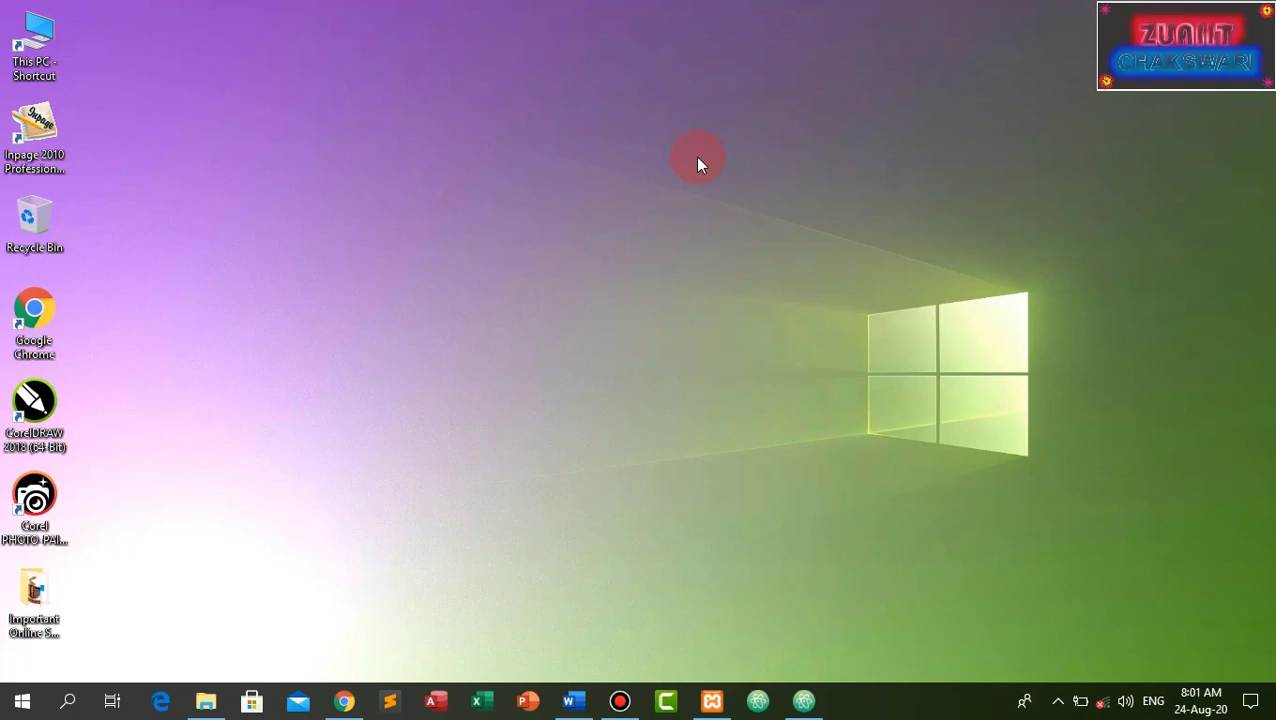 This PC -
Shortcut
Inpage 2010
Profession...
Recycle Bin
Google
Chrome
CorelDRAW
2018 (64-Bit)
Corel
PHOTO-PAI...
Important
Online S...
ZUAIIT
CHAKSWARI
ENG
8:01 AM
24-Aug-20